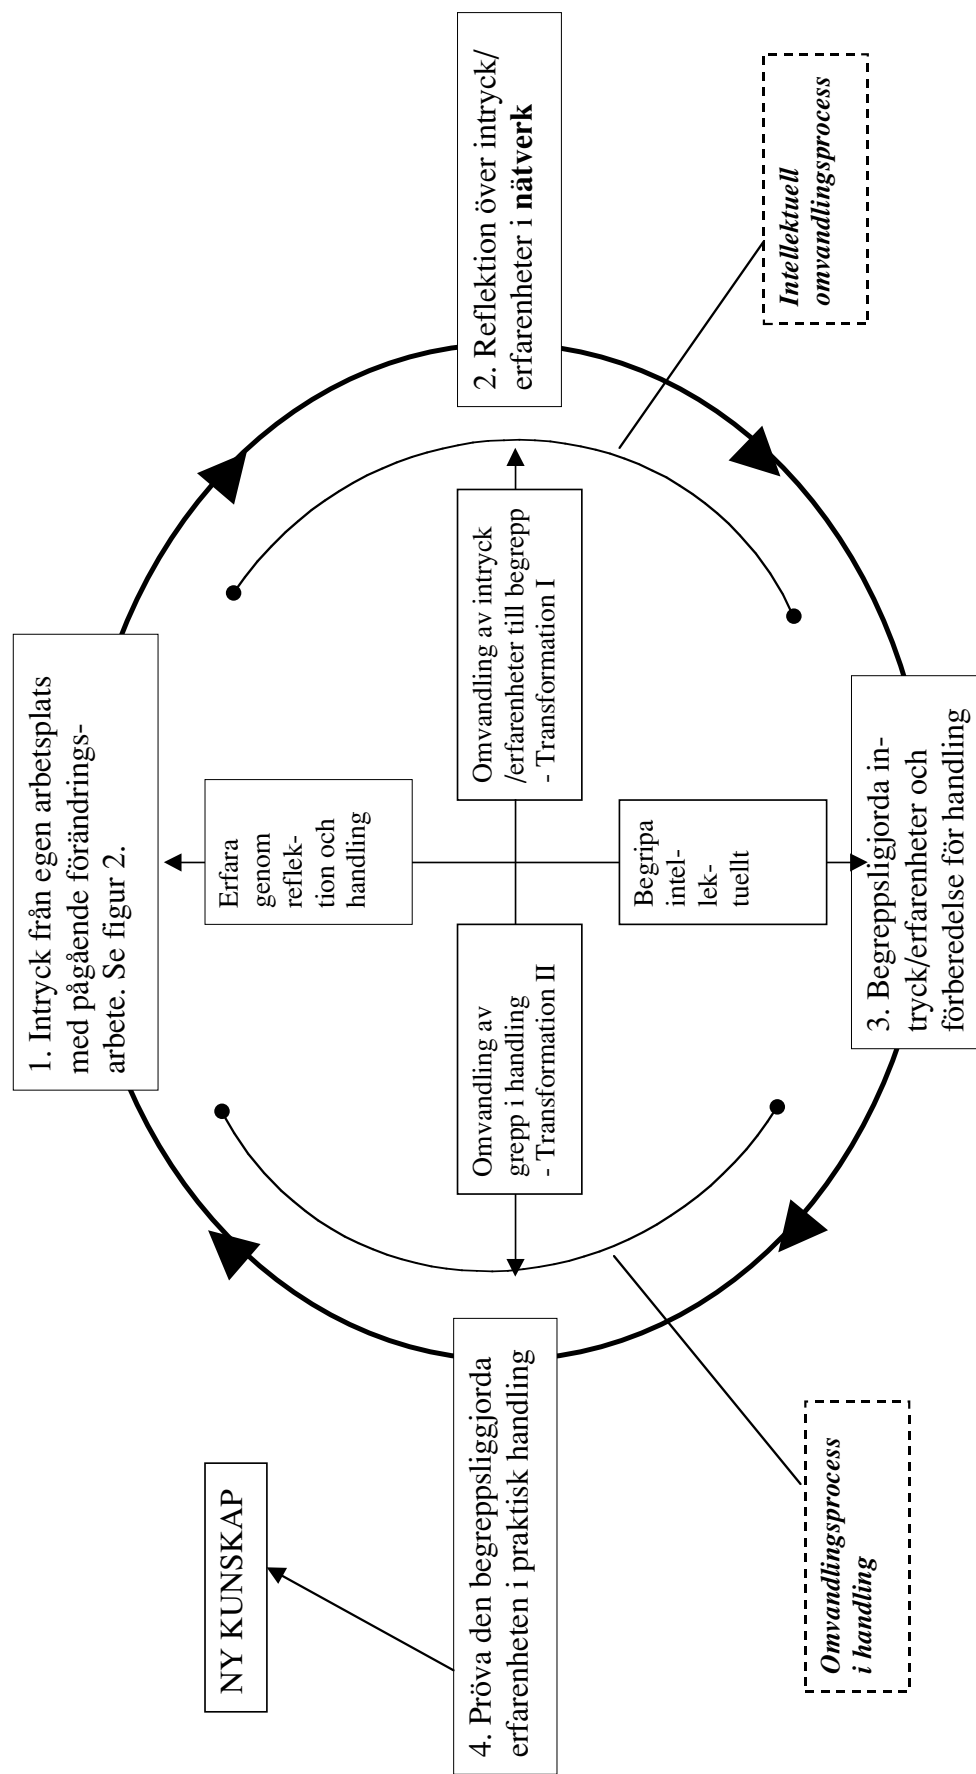 1. Intryck från egen arbetsplats
med pågående förändrings-
arbete. Se figur 2.
Erfara
genom
reflek-
tion och
handling
NY KUNSKAP
4. Pröva den begreppsliggjorda
erfarenheten i praktisk handling
Omvandling av
grepp i handling
- Transformation II
Omvandling av intryck
/erfarenheter till begrepp
- Transformation I
2. Reflektion över intryck/
erfarenheter i nätverk
Begripa
intel-
lek-
tuellt
Omvandlingsprocess
i handling
3. Begreppsligjorda in-
tryck/erfarenheter och
förberedelse för handling
Intellektuell
omvandlingsprocess